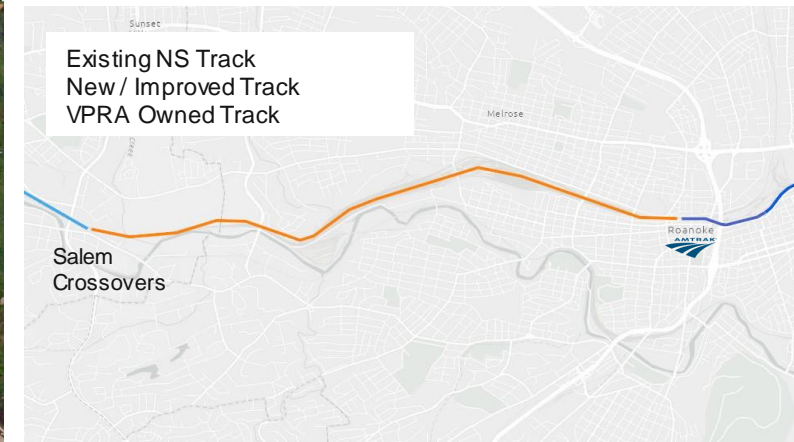 Sunset
Existing NS Track
New / Improved Track
VPRA Owned Track
Melrose
Roanoke
AMTRAK
Salem
Crossovers